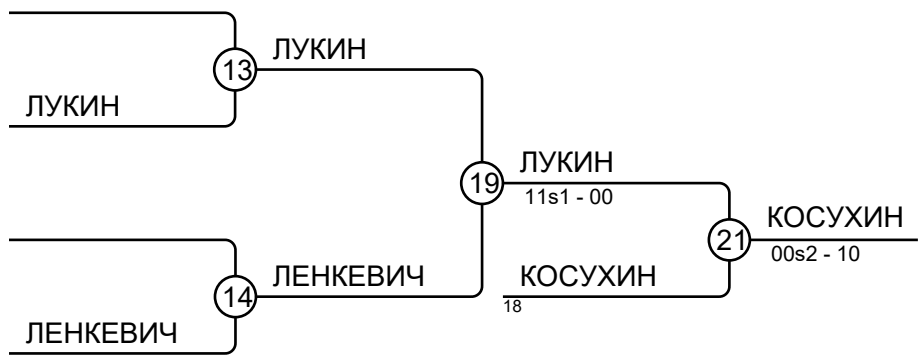 ЛУКИН
13
ЛУКИН
ЛУКИН
19
11s1 - 00
КОСУХИН
21
00s2 - 10
ЛЕНКЕВИЧ
КОСУХИН
14
18
ЛЕНКЕВИЧ